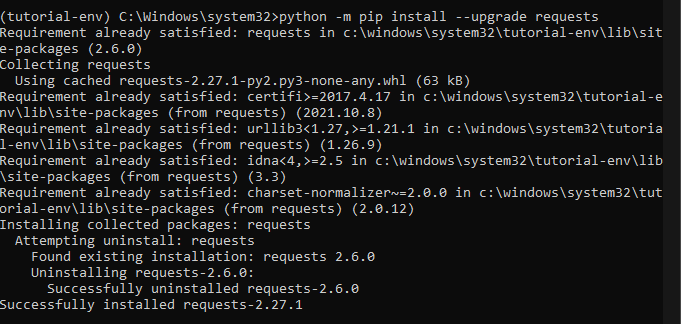 (tutorial-env) C:\Windows\system32>python -m pip install --upgrade requests
Requirement already satisfied: requests in c:\windows\system32\tutorial-env\lib\sit
e-packages (2.6.0)
Collecting requests
  Using cached requests-2.27.1-py2.py3-none-any.whl (63 kB)
Requirement already satisfied: certifi>=2017.4.17 in c:\windows\system32\tutorial-e
nv\lib\site-packages (from requests) (2021.10.8)
Requirement already satisfied: urllib3<1.27,>=1.21.1 in c:\windows\system32\tutoria
l-env\lib\site-packages (from requests) (1.26.9)
Requirement already satisfied: idna<4,>=2.5 in c:\windows\system32\tutorial-env\lib
\site-packages (from requests) (3.3)
Requirement already satisfied: charset-normalizer~=2.0.0 in c:\windows\system32\tut
orial-env\lib\site-packages (from requests) (2.0.12)
Installing collected packages: requests
  Attempting uninstall: requests
    Found existing installation: requests 2.6.0
    Uninstalling requests-2.6.0:
      Successfully uninstalled requests-2.6.0
Successfully installed requests-2.27.1